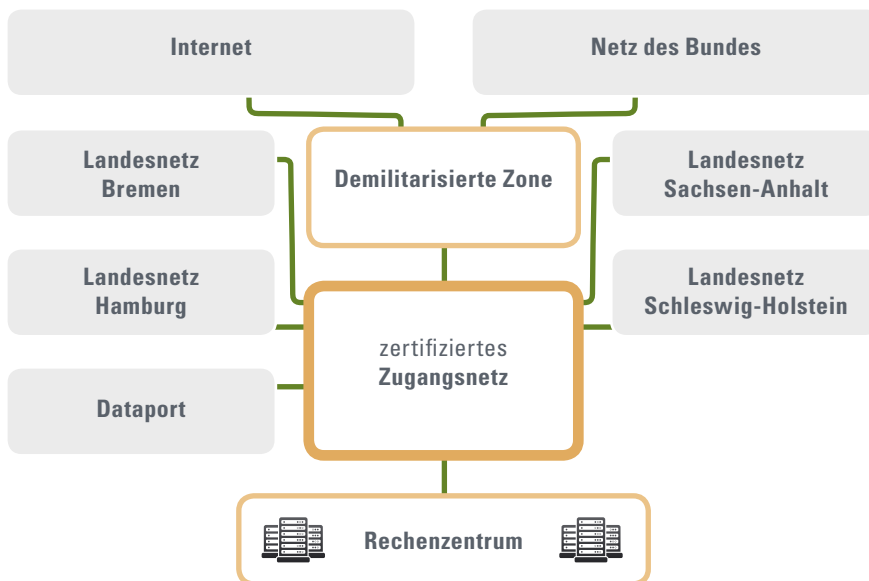 Internet
Netz des Bundes
Landesnetz
Bremen
Demilitarisierte Zone
Landesnetz
Sachsen-Anhalt
Landesnetz
Hamburg
Landesnetz
Schleswig-Holstein
zertifiziertes
Zugangsnetz
Dataport
Rechenzentrum